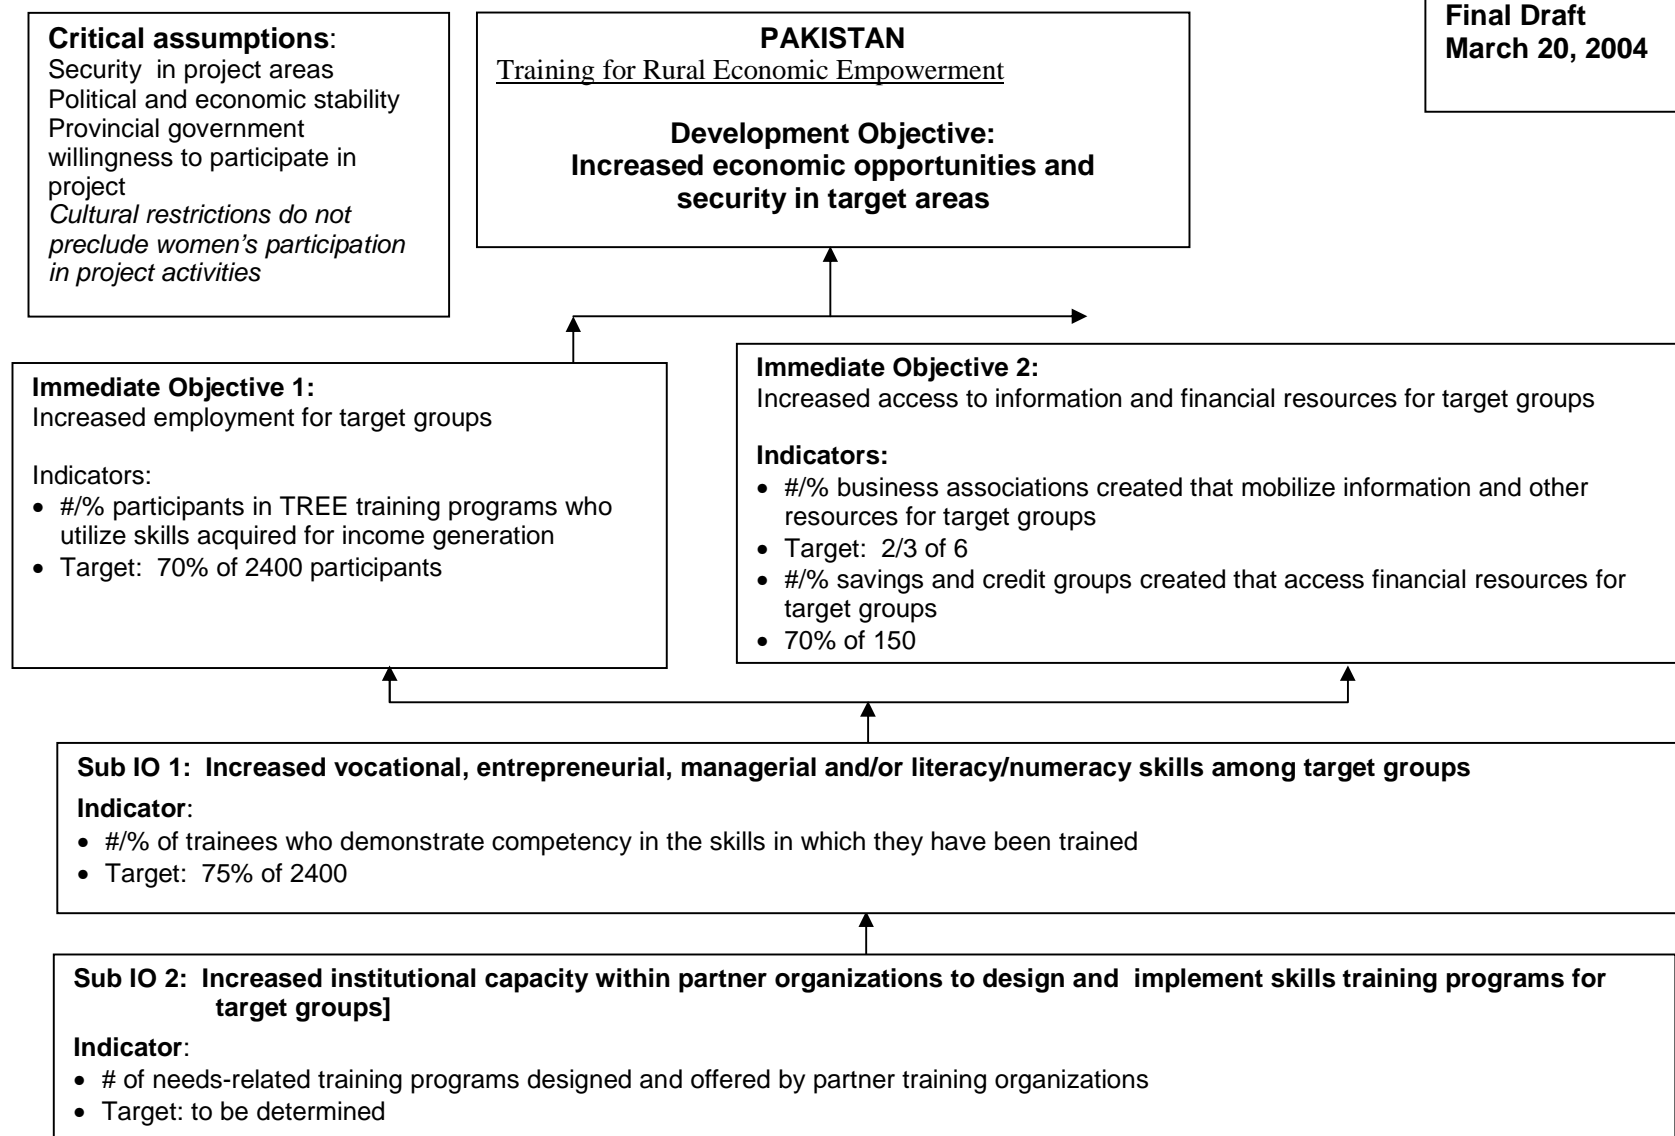 Critical assumptions:
Security  in project areas
Political and economic stability
Provincial government
willingness to participate in
project
Cultural restrictions do not
preclude women’s participation
in project activities
PAKISTAN
Training for Rural Economic Empowerment
Development Objective:
Increased economic opportunities and
security in target areas
Final Draft
March 20, 2004
Immediate Objective 1:
Increased employment for target groups
Indicators:
• #/% participants in TREE training programs who
utilize skills acquired for income generation
• Target:  70% of 2400 participants
Immediate Objective 2:
Increased access to information and financial resources for target groups
Indicators:
• #/% business associations created that mobilize information and other
resources for target groups
• Target:  2/3 of 6
• #/% savings and credit groups created that access financial resources for
target groups
• 70% of 150
Sub IO 1:  Increased vocational, entrepreneurial, managerial and/or literacy/numeracy skills among target groups
Indicator:
• #/% of trainees who demonstrate competency in the skills in which they have been trained
• Target:  75% of 2400
Sub IO 2:  Increased institutional capacity within partner organizations to design and  implement skills training programs for
target groups]
Indicator:
• # of needs-related training programs designed and offered by partner training organizations
• Target: to be determined